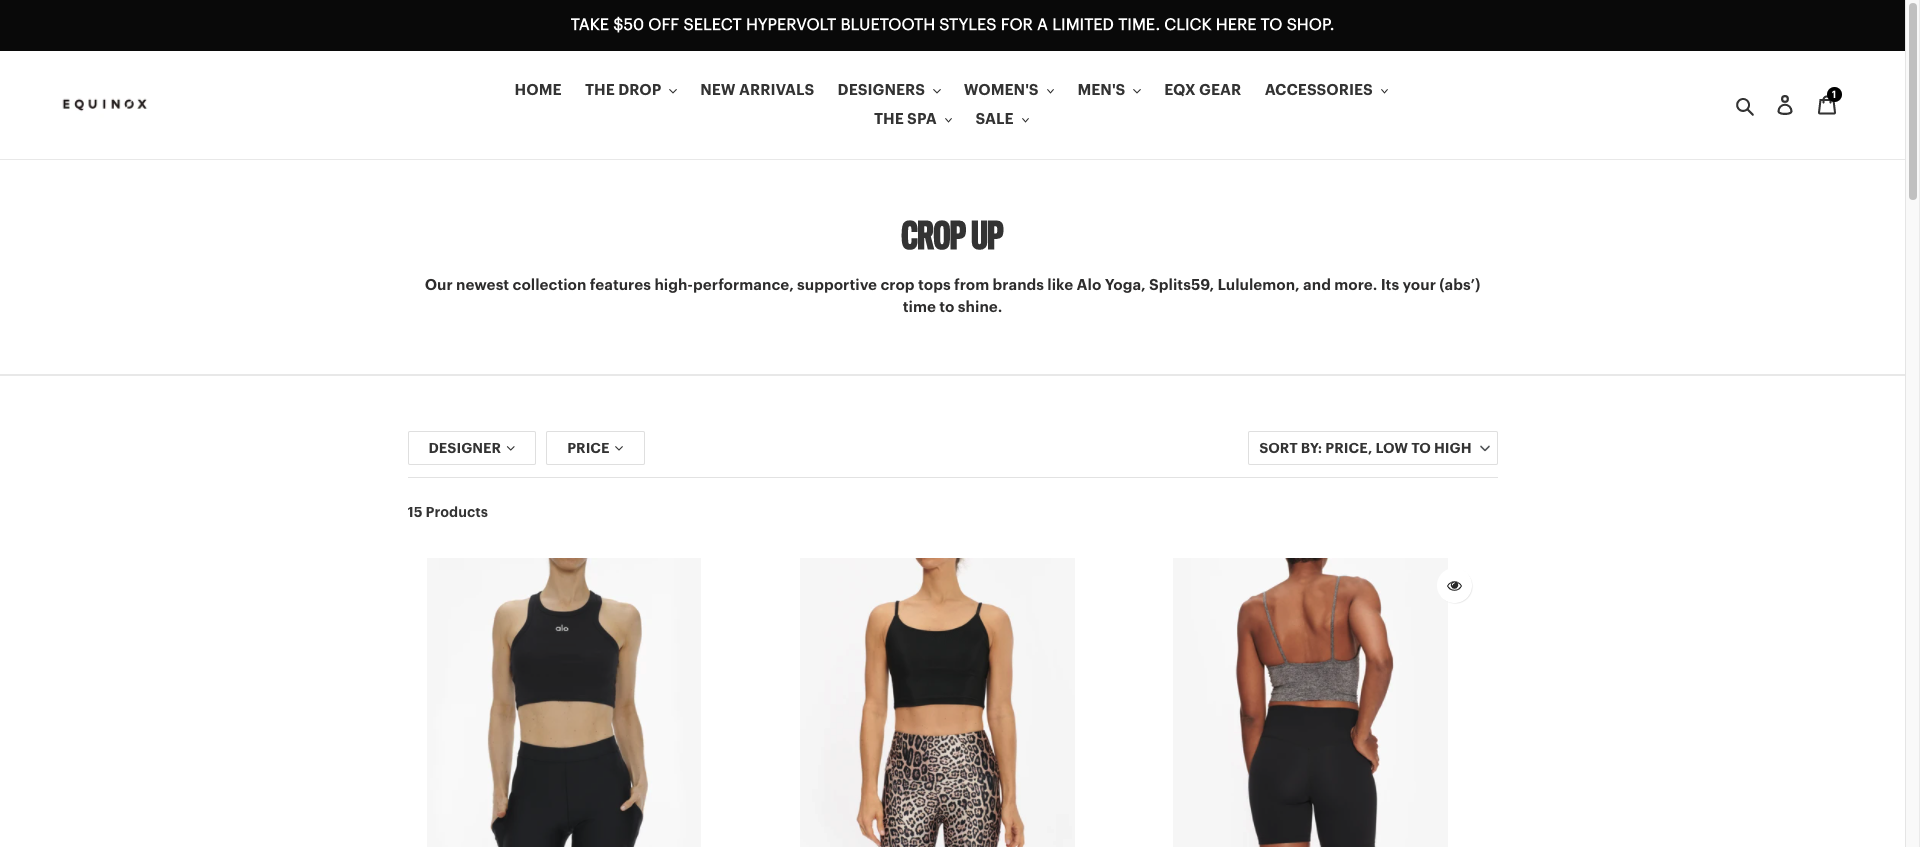 TAKE $50 OFF SELECT HYPERVOLT BLUETOOTH STYLES FOR A LIMITED TIME. CLICK HERE TO SHOP.
EQUINOX
HOME THE DROP NEW ARRIVALS DESIGNERS WOMEN'S MEN'S EQX GEAR ACCESSORIES
THE SPA SALE
1
CROP UP
Our newest collection features high-performance, supportive crop tops from brands like Alo Yoga, Splits59, Lululemon, and more. Its your (abs’)
time to shine.
DESIGNER PRICE SORT BY: PRICE, LOW TO HIGH
15 Products
alo